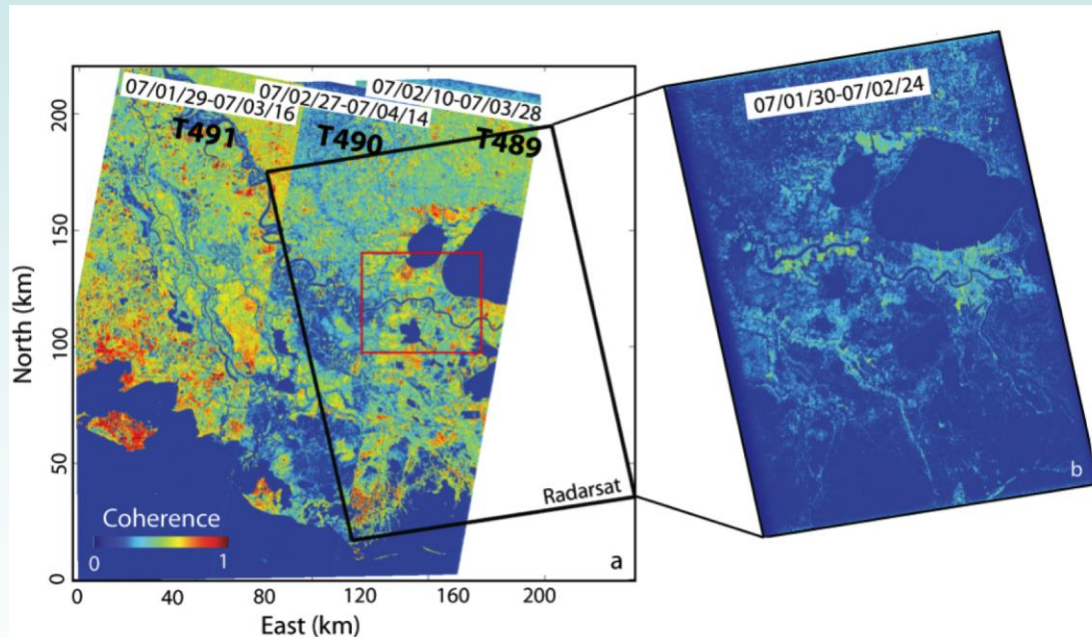 07/01/29-07/03/16
07/02/27-07/04/14
07/02/10-07/03/28
T491
T490
T489
North (km)
200
150
100
50
0
Coherence
0
1
Radarsat
a
0
40
80
120
160
200
East (km)
07/01/30-07/02/24
b